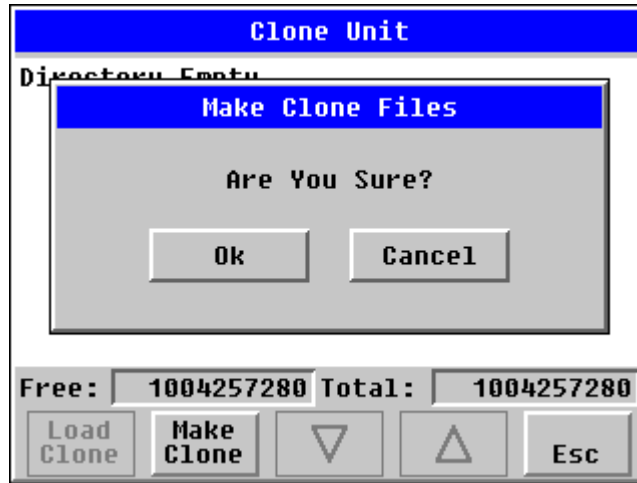 Clone Unit
Directory Empty
Make Clone Files
Are You Sure?
Ok Cancel
Free: 1004257280 Total: 1004257280
Load Clone Make Clone Esc